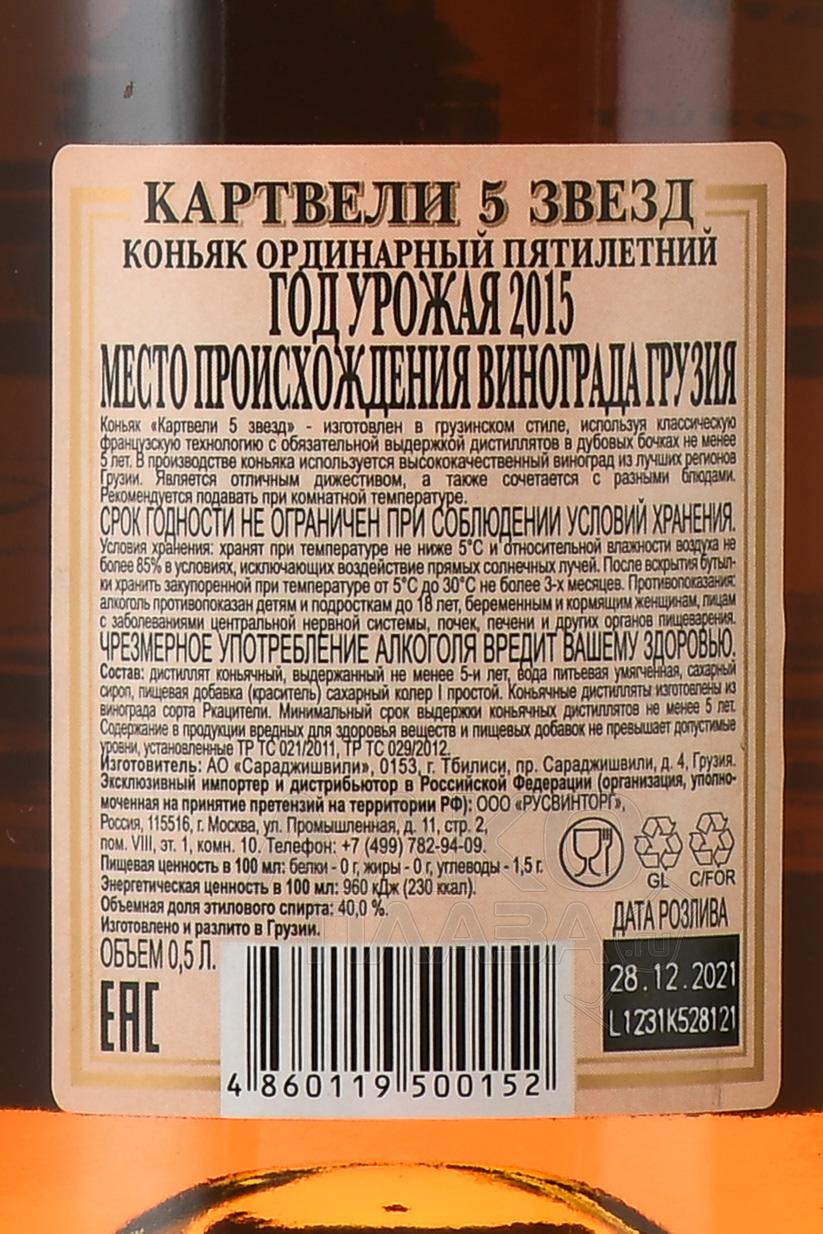 КАРТВЕЛИ 5 ЗВЕЗД
КОНЬЯК ОРДИНАРНЫЙ ПЯТИЛЕТНИЙ
ГОД УРОЖАЯ 2015
МЕСТО ПРОИСХОЖДЕНИЯ ВИНОГРАДА ГРУЗИЯ
Коньяк «Картвели 5 звезд» - изготовлен в грузинском стиле, используя классическую
французскую технологию с обязательной выдержкой дистиллятов в дубовых бочках не менее
5 лет. В производстве коньяка используется высококачественный виноград из лучших регионов
Грузии. Является отличным дижестивом, а также сочетается с разными блюдами.
Рекомендуется подавать при комнатной температуре.
СРОК ГОДНОСТИ НЕ ОГРАНИЧЕН ПРИ СОБЛЮДЕНИИ УСЛОВИЙ ХРАНЕНИЯ.
Условия хранения: хранят при температуре не ниже 5°С и относительной влажности воздуха не
более 85% в условиях, исключающих воздействие прямых солнечных лучей. После вскрытия бутыл-
ки хранить закупоренной при температуре от 5°С до 30°С не более 3-х месяцев. Противопоказания:
алкоголь противопоказан детям и подросткам до 18 лет, беременным и кормящим женщинам, лицам
с заболеваниями центральной нервной системы, почек, печени и других органов пищеварения.
ЧРЕЗМЕРНОЕ УПОТРЕБЛЕНИЕ АЛКОГОЛЯ ВРЕДИТ ВАШЕМУ ЗДОРОВЬЮ.
Состав: дистиллят коньячный, выдержанный не менее 5-и лет, вода питьевая умягченная, сахарный
сироп, пищевая добавка (краситель) сахарный колер I простой. Коньячные дистилляты изготовлены из
винограда сорта Ркацители. Минимальный срок выдержки коньячных дистиллятов не менее 5 лет.
Содержание в продукции вредных для здоровья веществ и пищевых добавок не превышает допустимые
уровни, установленные ТР ТС 021/2011, ТР ТС 029/2012.
Изготовитель: АО «Сараджишвили», 0153, г. Тбилиси, пр. Сараджишвили, д. 4, Грузия.
Эксклюзивный импортер и дистрибьютор в Российской Федерации (организация, уполно-
моченная на принятие претензий на территории РФ): ООО «РУСВИНТОРГ»,
Россия, 115516, г. Москва, ул. Промышленная, д. 11, стр. 2,
пом. VIII, эт. 1, комн. 10. Телефон: +7 (499) 782-94-09.
Пищевая ценность в 100 мл: белки - 0 г, жиры - 0 г, углеводы - 1,5 г.
Энергетическая ценность в 100 мл: 960 кДж (230 ккал).
Объемная доля этилового спирта: 40,0 %.
Изготовлено и разлито в Грузии.
ОБЪЕМ 0,5 Л.
GL C/FOR
ДАТА РОЗЛИВА
28.12.2021
L1231K528121
EAC
4 860119 500152